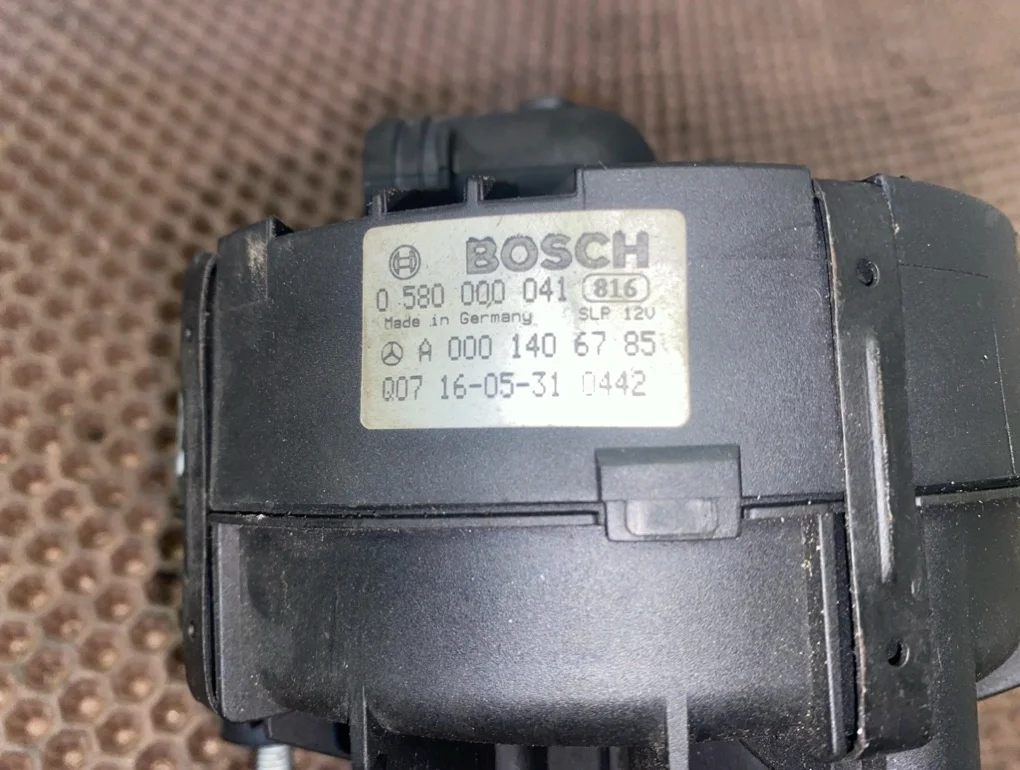 BOSCH
0 580 000 041 816
Made in Germany SLP 12V
A 000 140 67 85
Q07 16-05-31 0442